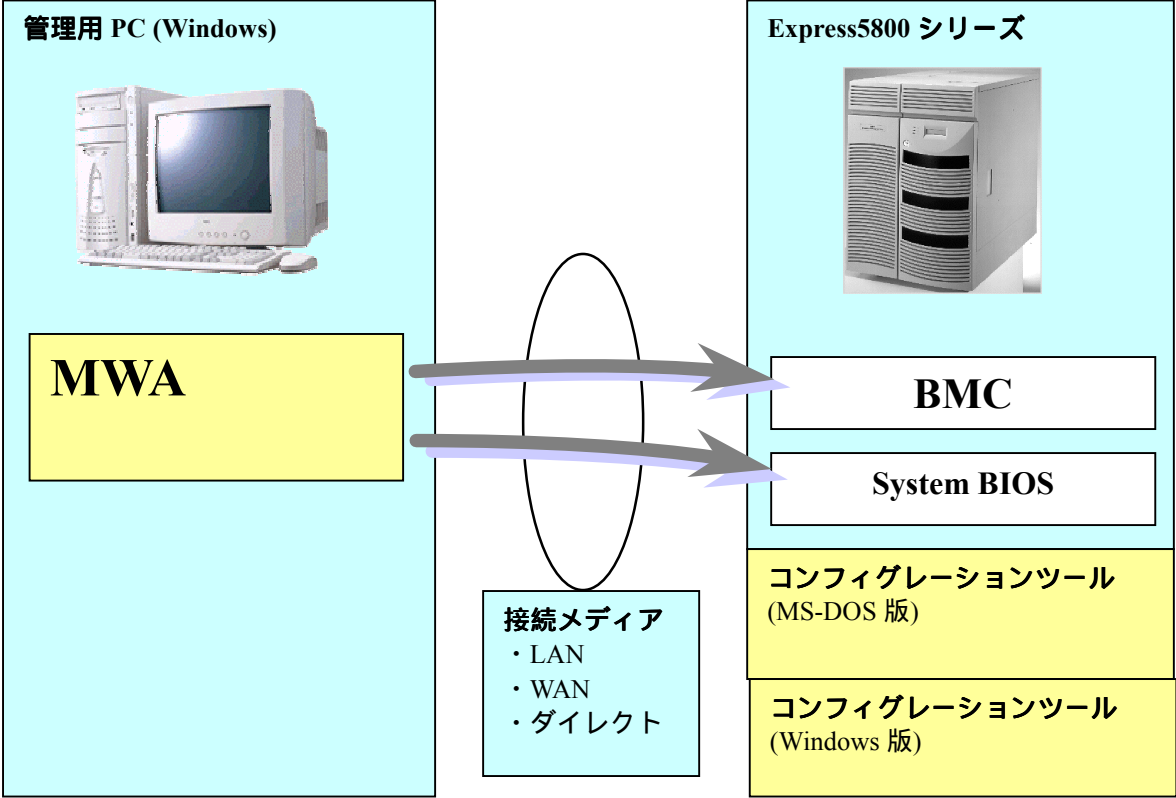 管理用 PC (Windows)
MWA
接続メディア
・LAN
・WAN
・ダイレクト
Express5800 シリーズ
BMC
System BIOS
コンフィグレーションツール
(MS-DOS 版)
コンフィグレーションツール
(Windows 版)